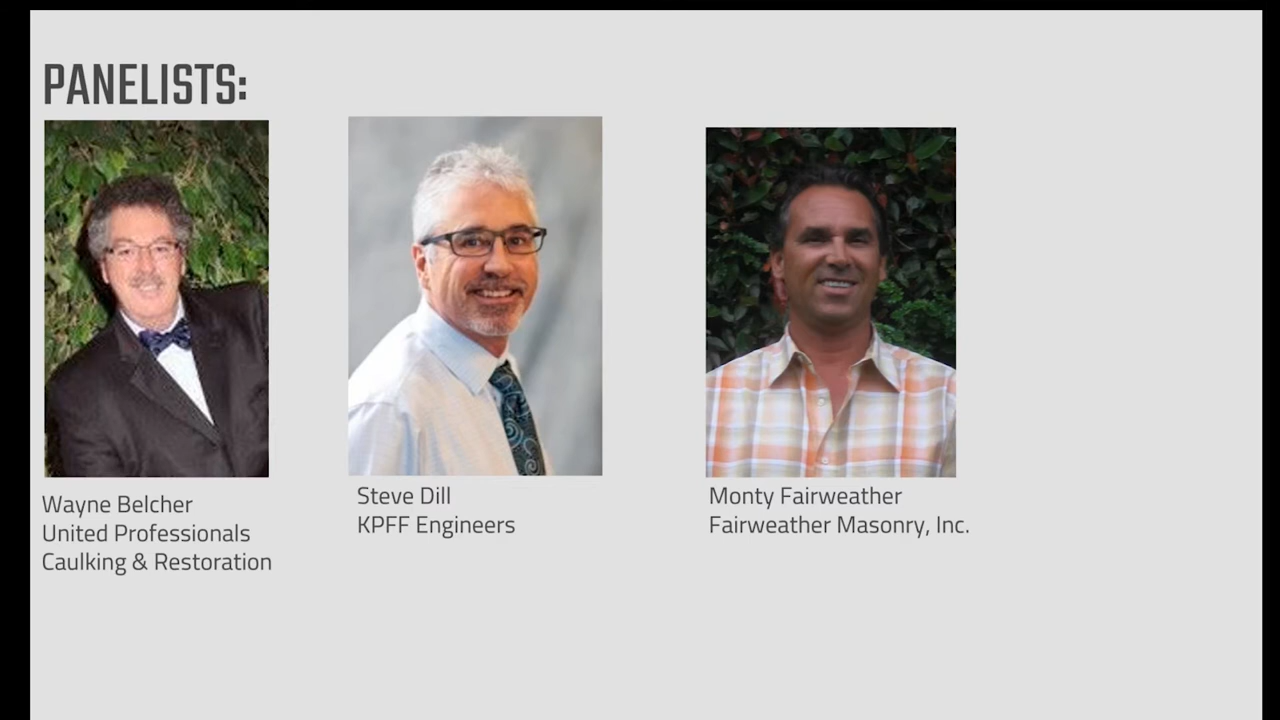 PANELISTS:
Wayne Belcher
United Professionals
Caulking & Restoration
Steve Dill
KPFF Engineers
Monty Fairweather
Fairweather Masonry, Inc.